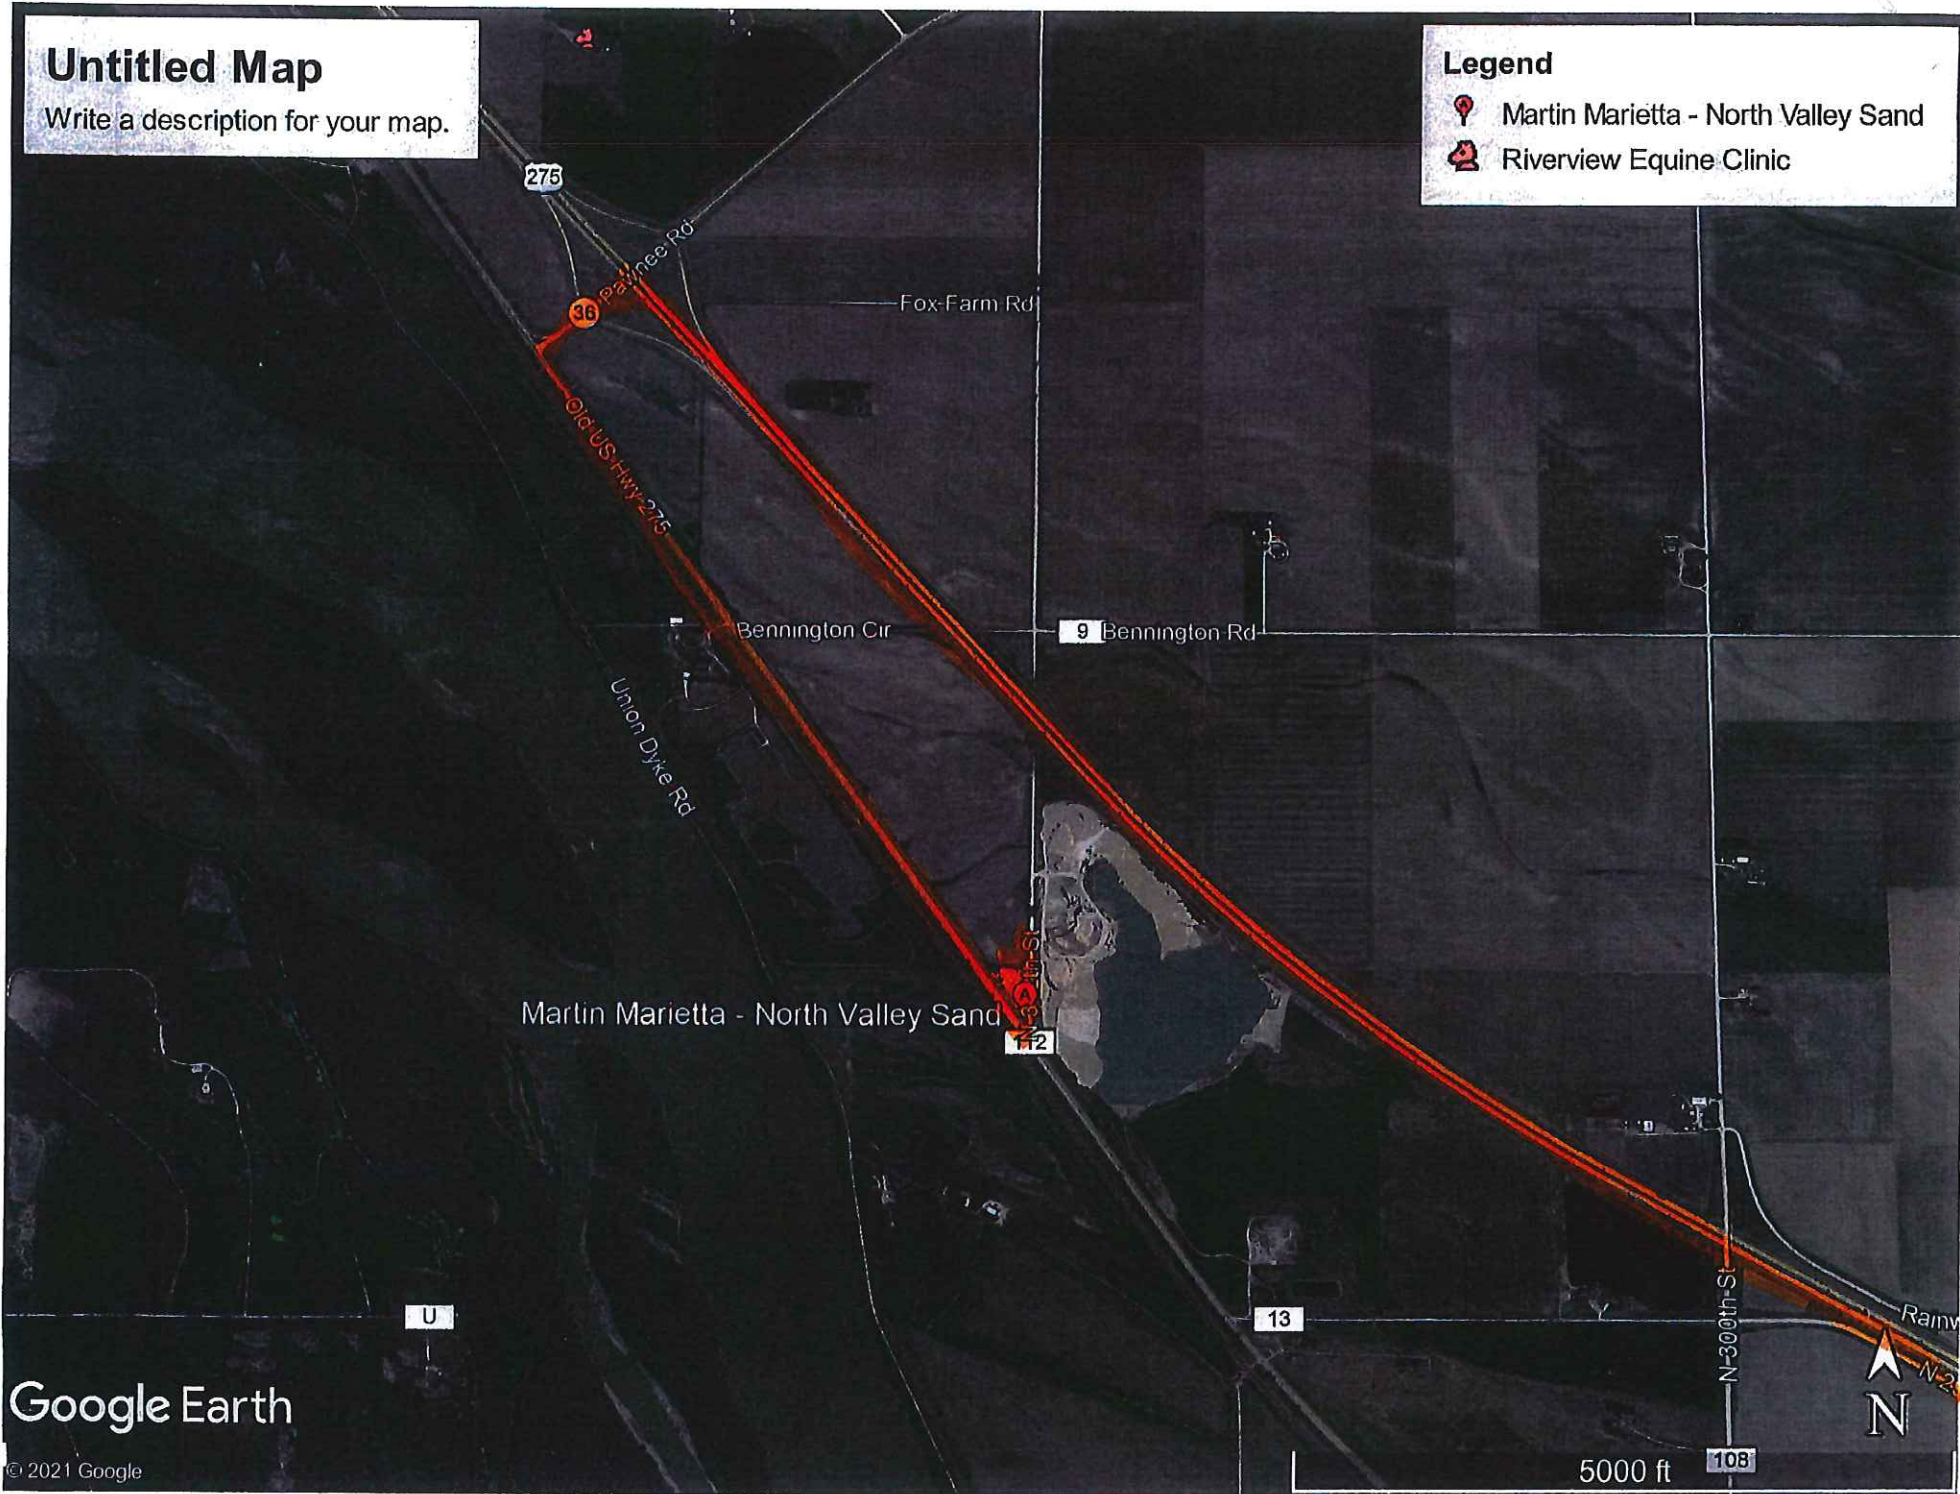 Untitled Map
Write a description for your map.
Legend
Martin Marietta - North Valley Sand
Riverview Equine Clinic
275
Pawnee Rd
36
Fox-Farm Rd
Old-US-Hwy-275
Bennington Cir
9 Bennington Rd
Union Dyke Rd
Martin Marietta - North Valley Sand
A
112
U
13
N-300th-St
Google Earth
N
© 2021 Google
5000 ft
108